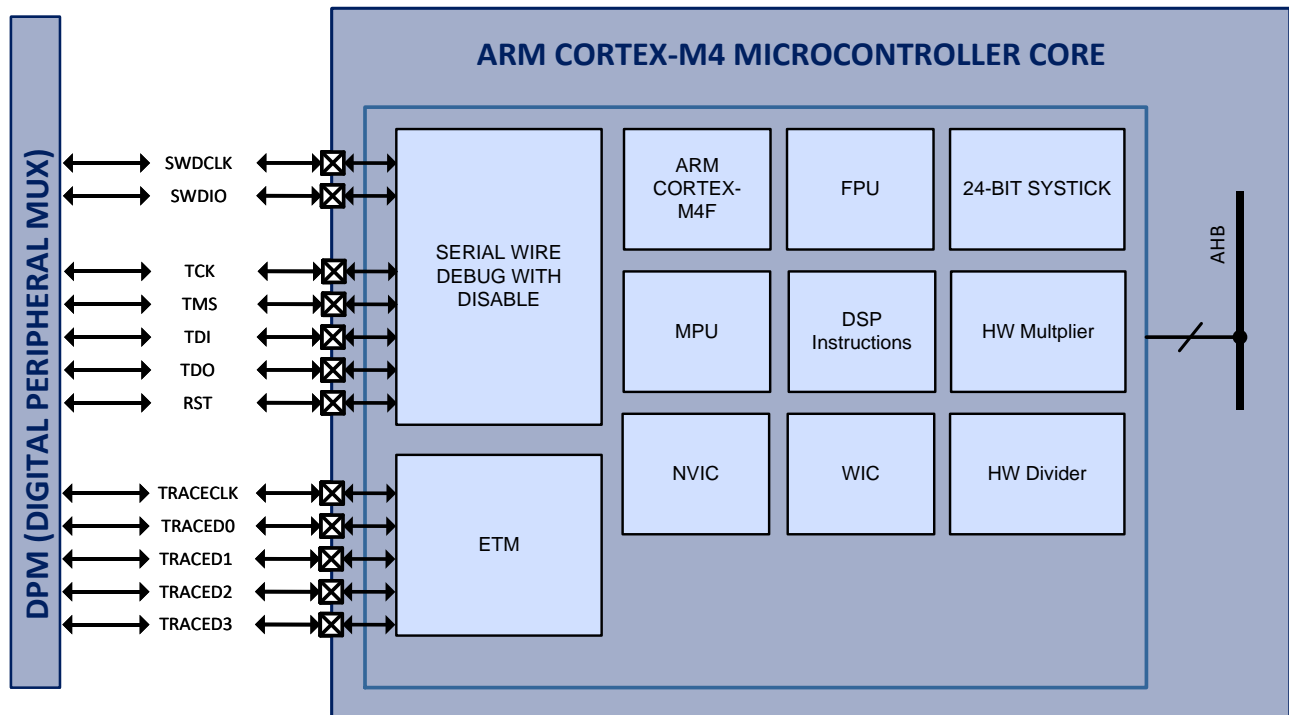 ARM CORTEX-M4 MICROCONTROLLER CORE
DPM (DIGITAL PERIPHERAL MUX)
SWDCLK
SWDIO
TCK
TMS
TDI
TDO
RST
TRACECLK
TRACED0
TRACED1
TRACED2
TRACED3
SERIAL WIRE
DEBUG WITH
DISABLE
ETM
ARM
CORTEX-
M4F
FPU
24-BIT SYSTICK
MPU
DSP
Instructions
HW Multplier
NVIC
WIC
HW Divider
AHB